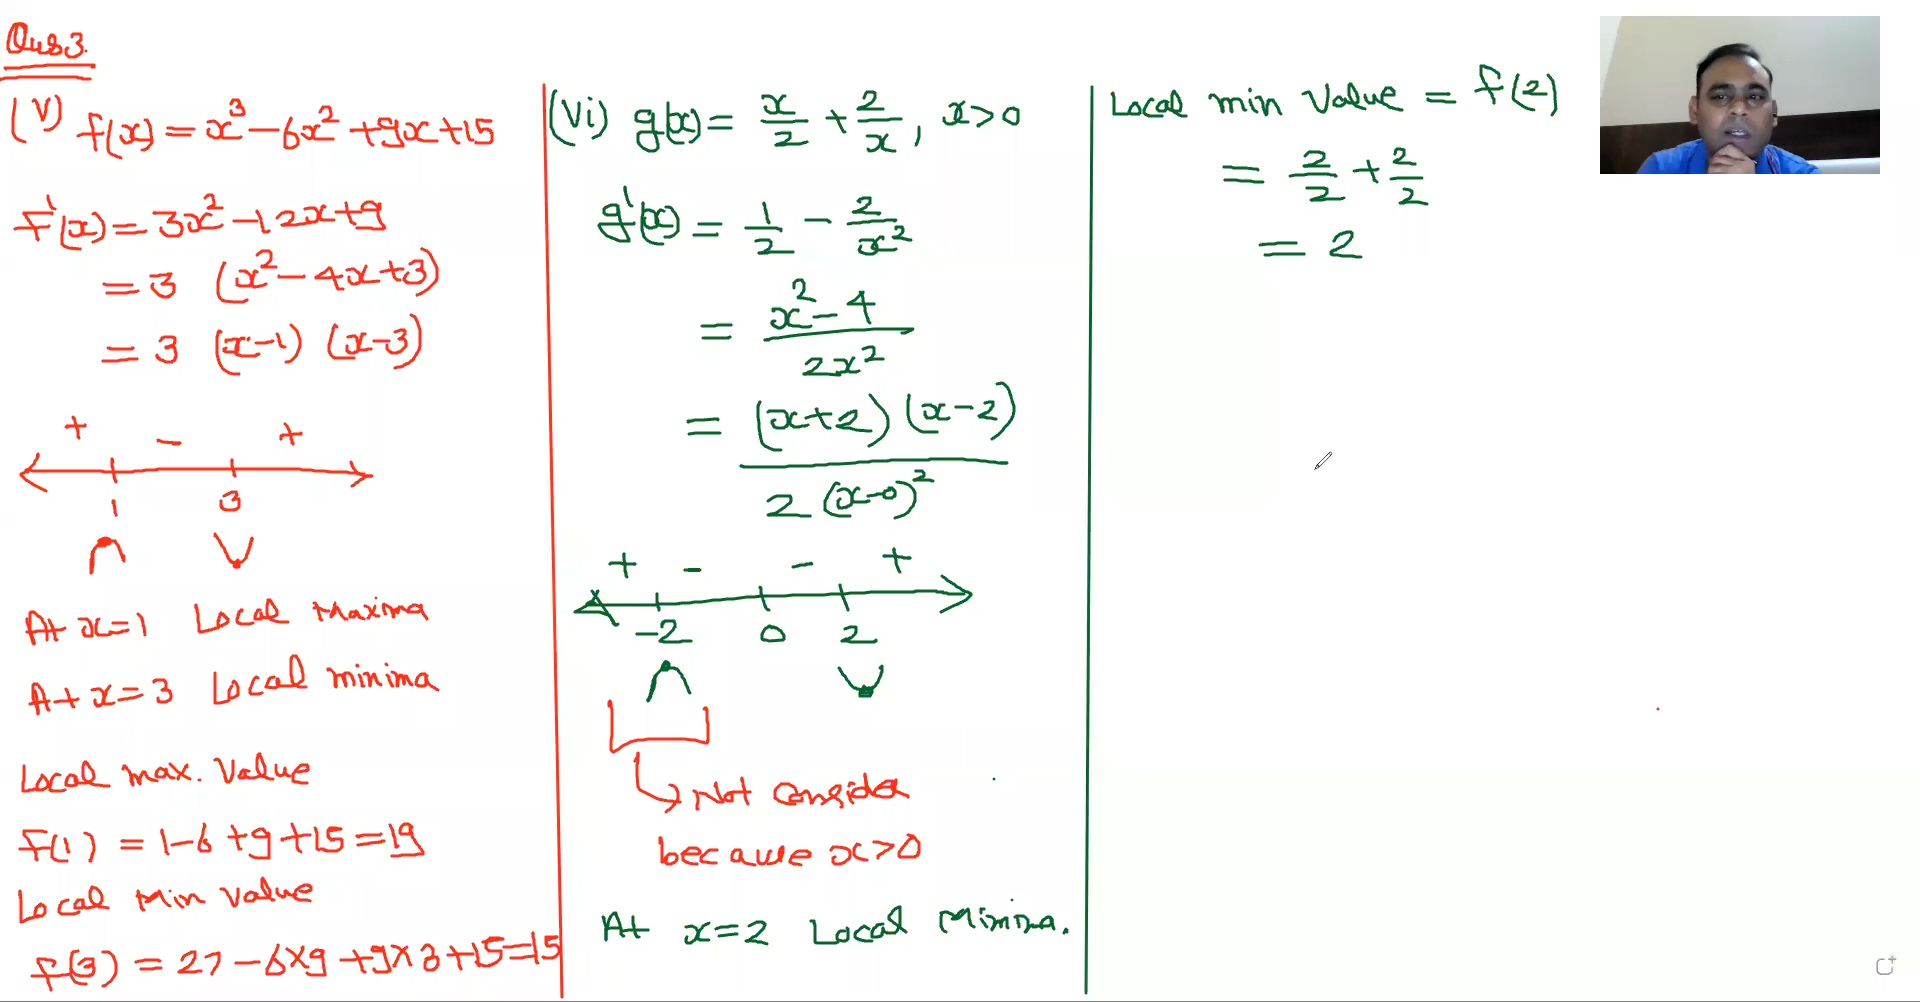 Ques 3.
(V) f(x) = x³ - 6x² + 9x + 15
f'(x) = 3x² - 12x + 9
= 3 (x² - 4x + 3)
= 3 (x-1) (x-3)
+ - +
1 3
At x=1 Local Maxima
At x=3 Local minima
Local max. Value
f(1) = 1-6+9+15=19
Local Min value
f(3) = 27-6×9+9×3+15=15
(Vi) g(x) = x/2 + 2/x, x>0
g'(x) = 1/2 - 2/x²
= x² - 4 / 2x²
= (x+2) (x-2) / 2 (x-0)²
+ - - +
-2 0 2
Not consider
because x>0
At x=2 Local Minima.
Local min Value = f(2)
= 2/2 + 2/2
= 2